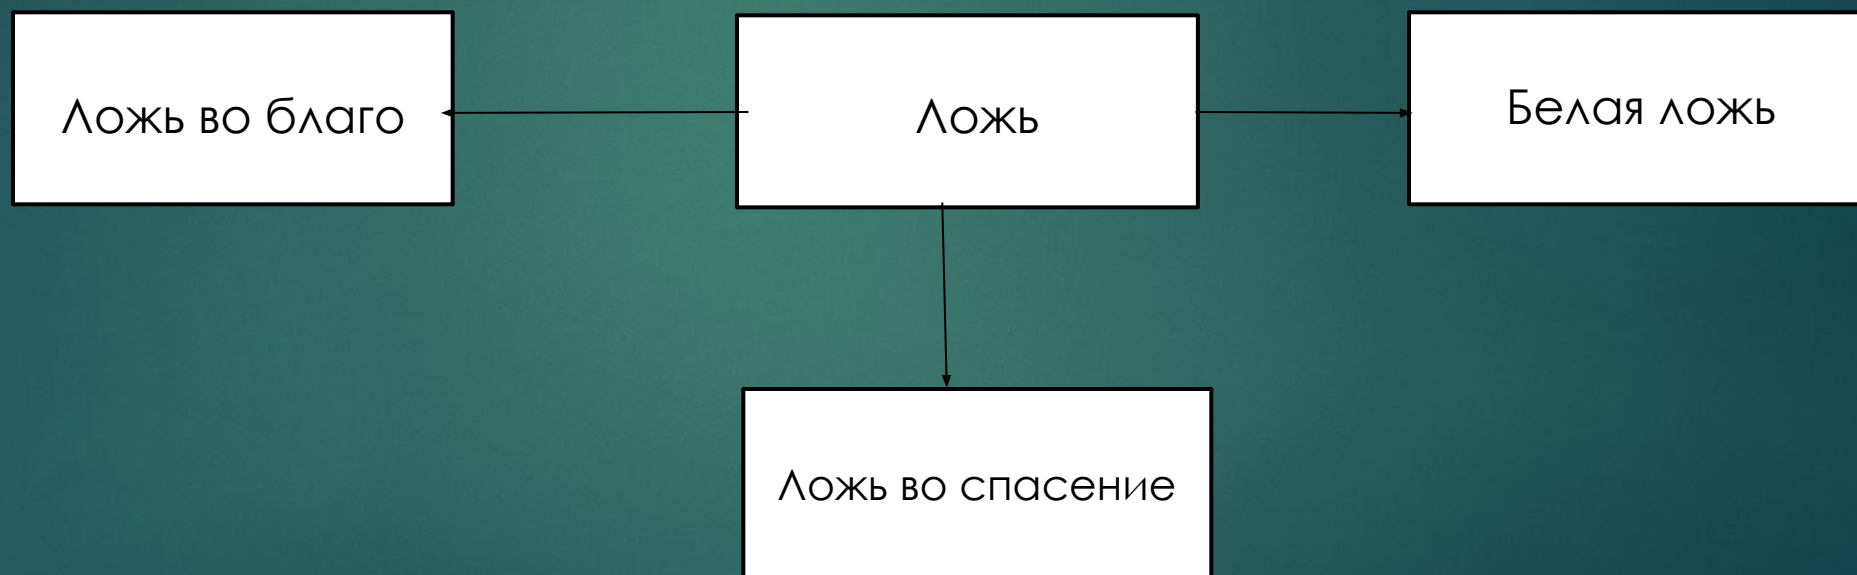 Ложь во благо
Ложь
Белая ложь
Ложь во спасение